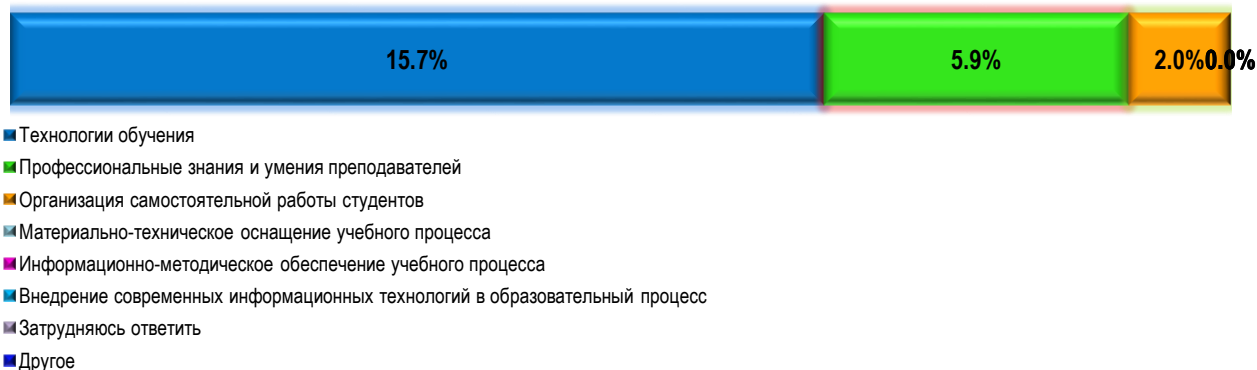 15.7% 5.9% 2.0%0.0%
Технологии обучения
Профессиональные знания и умения преподавателей
Организация самостоятельной работы студентов
Материально-техническое оснащение учебного процесса
Информационно-методическое обеспечение учебного процесса
Внедрение современных информационных технологий в образовательный процесс
Затрудняюсь ответить
Другое